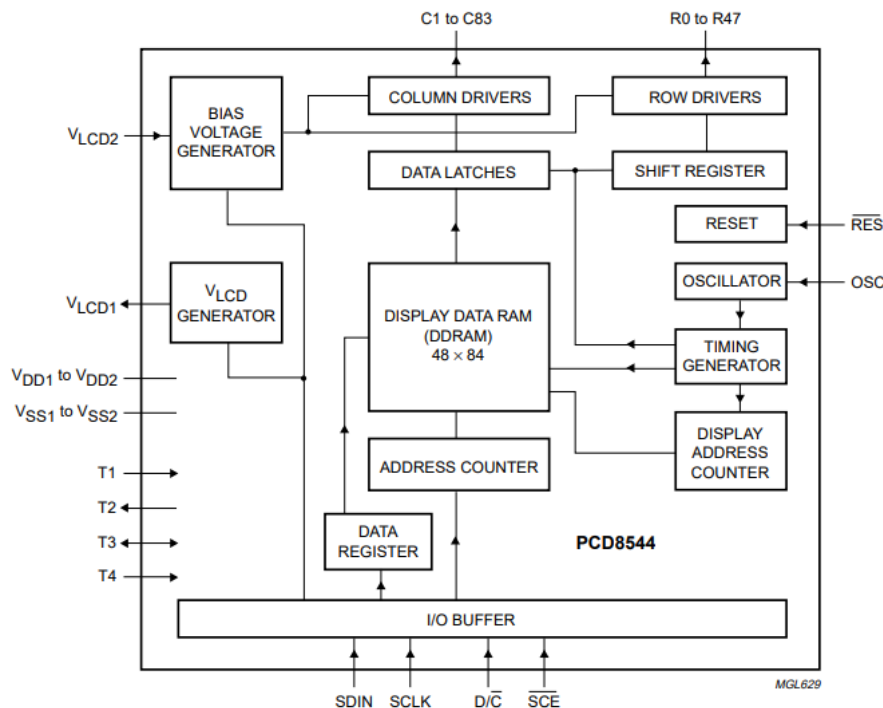 C1 to C83
R0 to R47
BIAS
VOLTAGE
GENERATOR
COLUMN DRIVERS
ROW DRIVERS
VLCD2
DATA LATCHES
SHIFT REGISTER
RESET
R̅E̅S̅
VLCD
GENERATOR
OSCILLATOR
OSC
VLCD1
DISPLAY DATA RAM
(DDRAM)
48 × 84
TIMING
GENERATOR
VDD1 to VDD2
VSS1 to VSS2
DISPLAY
ADDRESS
COUNTER
ADDRESS COUNTER
T1
T2
T3
T4
DATA
REGISTER
PCD8544
I/O BUFFER
SDIN
SCLK
D/C̅
S̅C̅E̅
MGL629